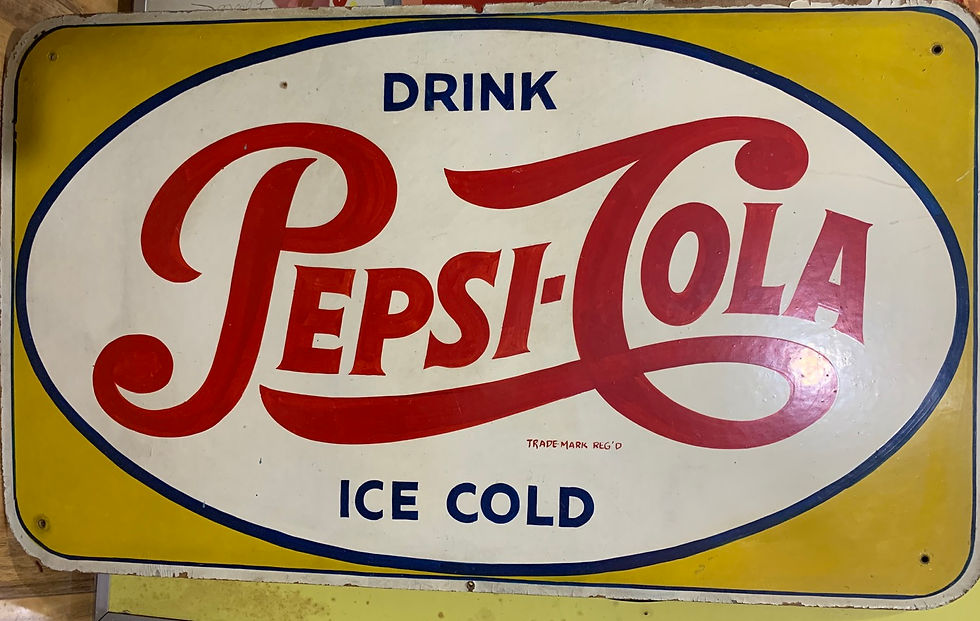 DRINK
PEPSI-COLA
TRADE-MARK REG'D
ICE COLD